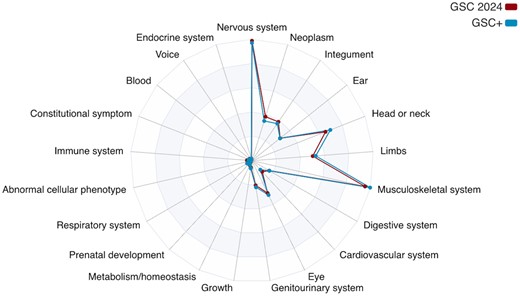 GSC 2024
GSC+
Nervous system
Endocrine system
Neoplasm
Voice
Integument
Blood
Ear
Constitutional symptom
Head or neck
Immune system
Limbs
Abnormal cellular phenotype
Musculoskeletal system
Respiratory system
Digestive system
Prenatal development
Cardiovascular system
Metabolism/homeostasis
Eye
Growth
Genitourinary system